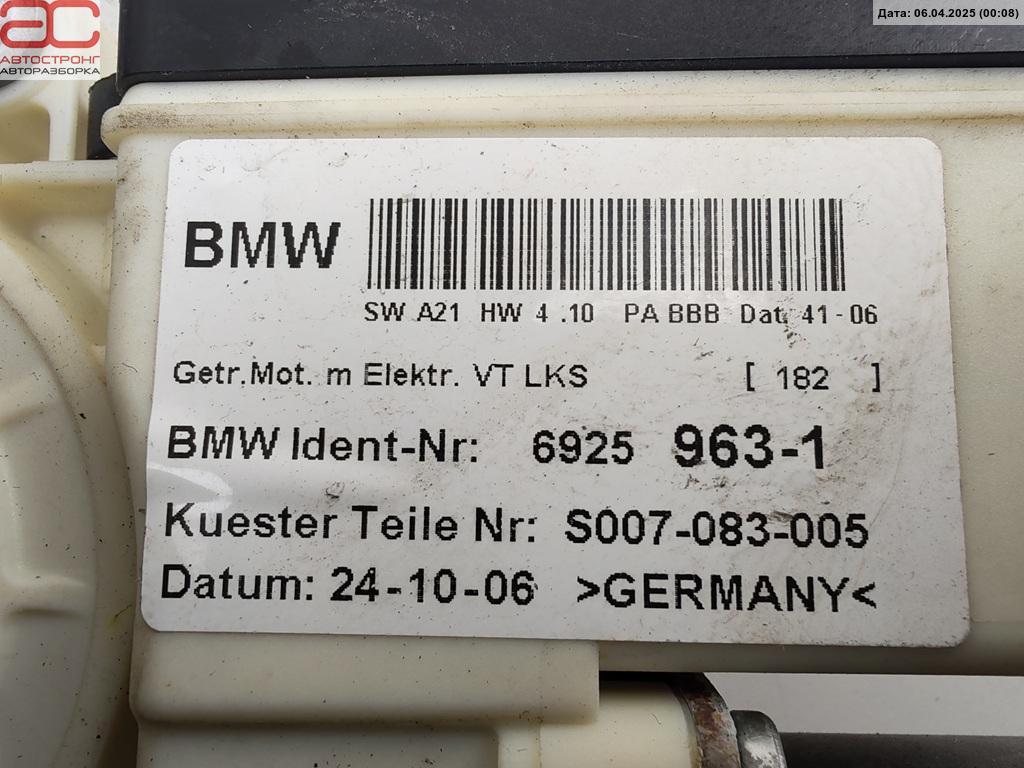 Дата: 06.04.2025 (00:08)
АС
АВТОСТРОНГ
АВТОРАЗБОРКА
BMW
SW A21 HW 4 .10 PA BBB Dat. 41-06
Getr.Mot. m Elektr. VT LKS [ 182 ]
BMW Ident-Nr: 6925 963-1
Kuester Teile Nr: S007-083-005
Datum: 24-10-06 >GERMANY<